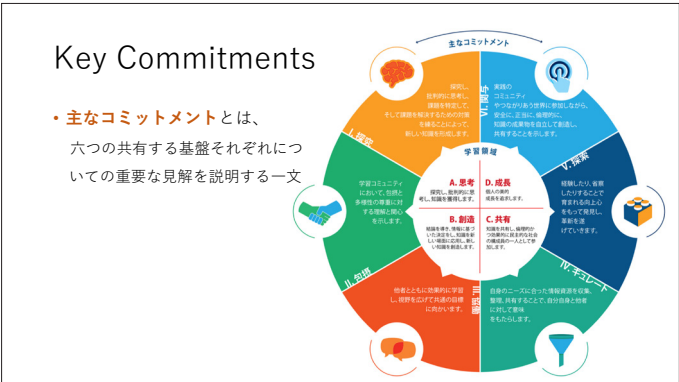 Key Commitments
• 主なコミットメントとは、
六つの共有する基盤それぞれにつ
いての重要な見解を説明する一文
主なコミットメント
I. 探究
探究し、
批判的に思考し、
課題を特定して、
そして課題を解決するための対策
を練ることによって、
新しい知識を形成します。
VI. 関与
実践の
コミュニティ
やつながりあう世界に参加しながら、
安全に、正当に、倫理的に、
知識の成果物を自立して創造し、
共有することを示します。
II. 包摂
学習コミュニティ
において、包摂と
多様性の尊重に対
する理解と関心
を示します。
学習領域
A. 思考
探究し、批判的に思
考し、知識を獲得します。
D. 成長
個人の美的
成長を追求します。
B. 創造
結論を導き、情報に基づ
いた決定をし、知識を新
しい場面に応用し、新し
い知識を創造します。
C. 共有
知識を共有し、倫理的か
つ効果的に民主的な社会
の構成員の一人として参
加します。
V. 探索
経験したり、省察
したりすることで
育まれる向上心
をもって発見し、
革新を遂
げていきます。
III.
他者とともに効果的に学習
し、視野を広げて共通の目標
に向かいます。
IV. キュレート
自身のニーズに合った情報資源を収集、
整理、共有することで、自分自身と他者
に対して意味
をもたらします。